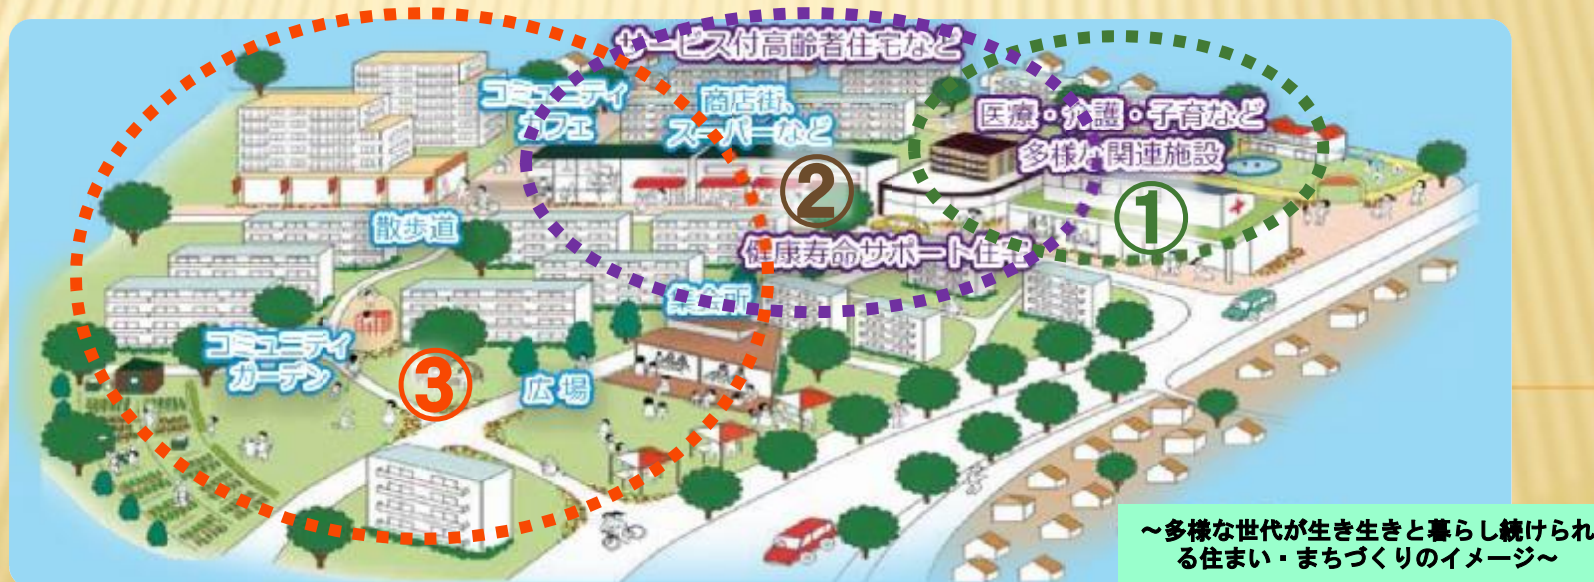 サービス付高齢者住宅など
コミュニティ
カフェ
商店街、
スーパーなど
医療・介護・子育など
多様な関連施設
②
①
散歩道
健康寿命サポート住宅
集会所
コミュニティ
ガーデン
③
広場
～多様な世代が生き生きと暮らし続けられ
る住まい・まちづくりのイメージ～